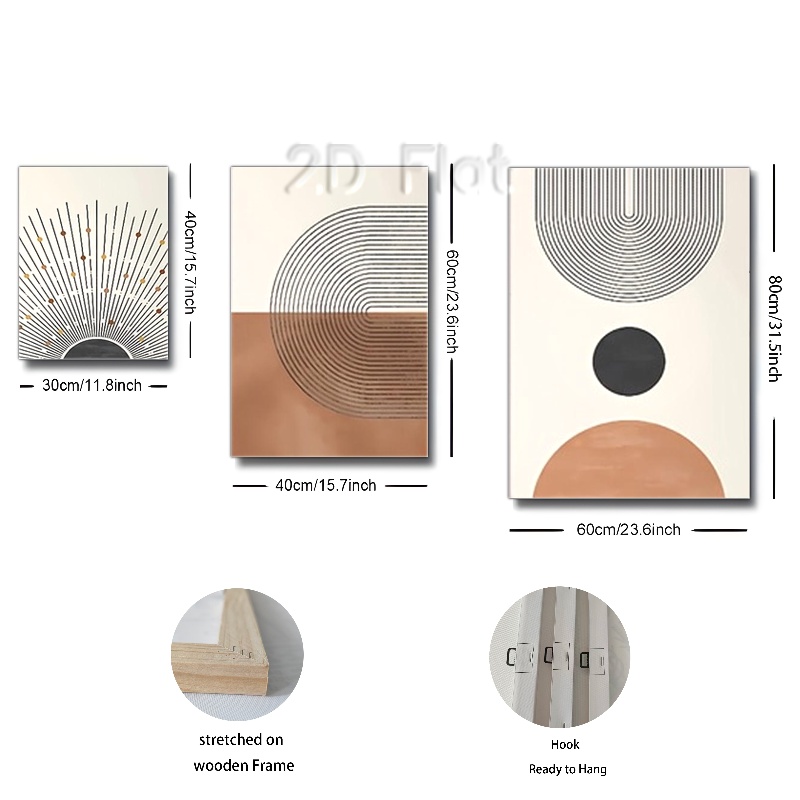 2D Flat
40cm/15.7inch
30cm/11.8inch
60cm/23.6inch
40cm/15.7inch
80cm/31.5inch
60cm/23.6inch
stretched on
wooden Frame
Hook
Ready to Hang